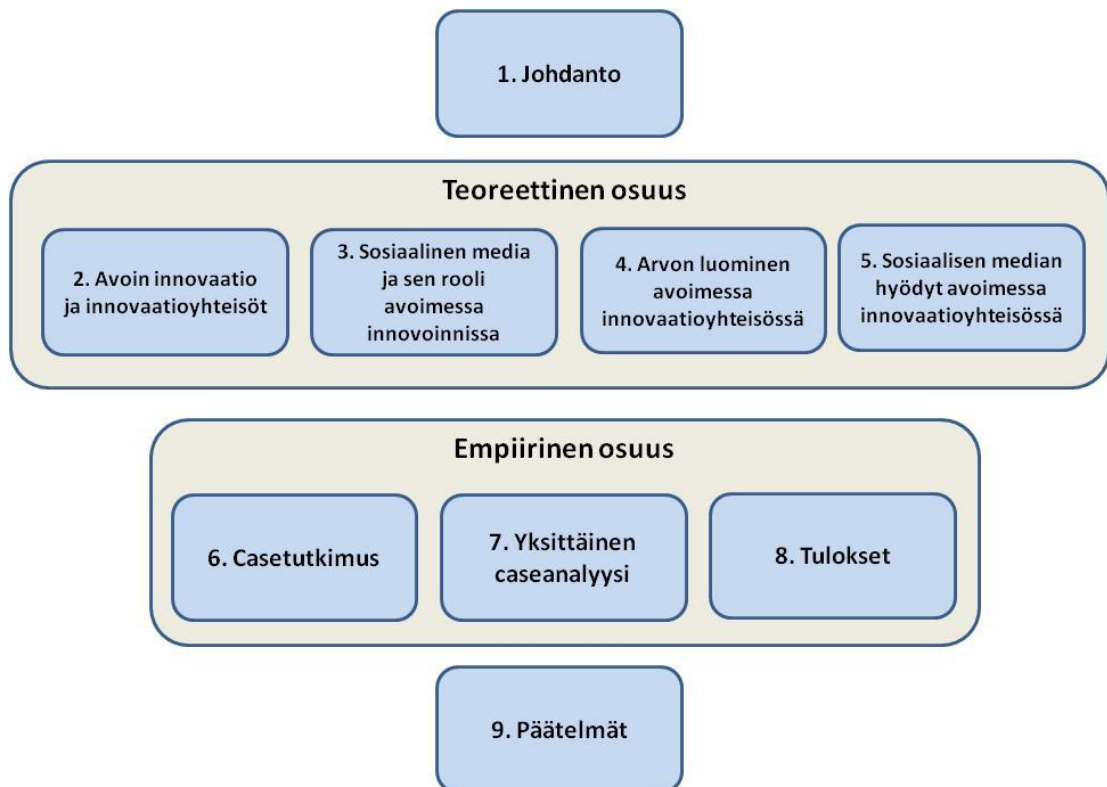 1. Johdanto
Teoreettinen osuus
2. Avoin innovaatio
ja innovaatioyhteisöt
3. Sosiaalinen media
ja sen rooli
avoimessa
innovoinnissa
4. Arvon luominen
avoimessa
innovaatioyhteisössä
5. Sosiaalisen median
hyödyt avoimessa
innovaatioyhteisössä
Empiirinen osuus
6. Casetutkimus
7. Yksittäinen
caseanalyysi
8. Tulokset
9. Päätelmät